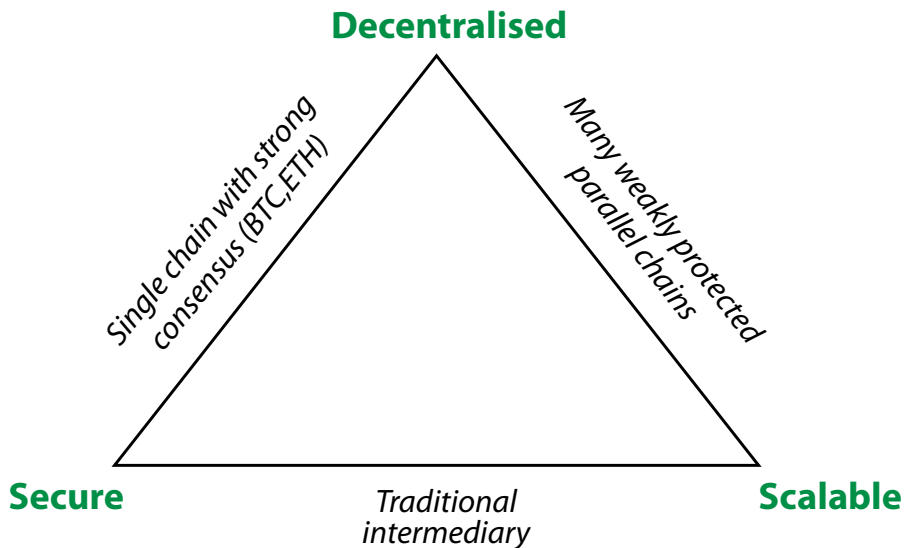 Decentralised
Single chain with strong
consensus (BTC,ETH)
Many weakly protected
parallel chains
Secure
Traditional
intermediary
Scalable